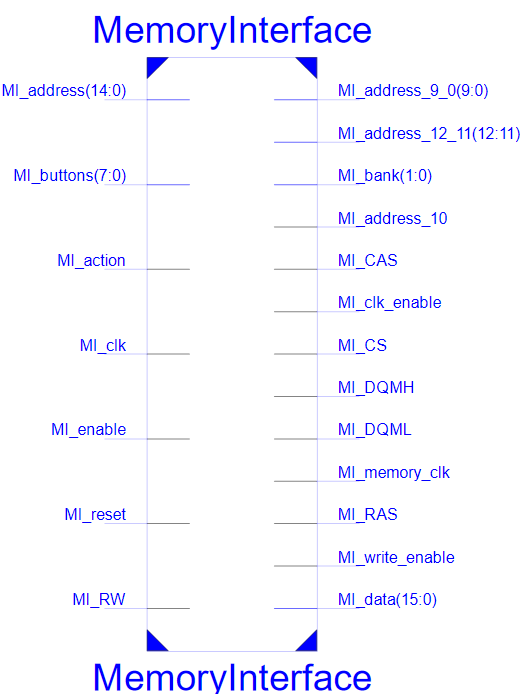 MemoryInterface
MI_address(14:0)
MI_address_9_0(9:0)
MI_address_12_11(12:11)
MI_buttons(7:0)
MI_bank(1:0)
MI_address_10
MI_action
MI_CAS
MI_clk_enable
MI_clk
MI_CS
MI_DQMH
MI_enable
MI_DQML
MI_memory_clk
MI_reset
MI_RAS
MI_write_enable
MI_RW
MI_data(15:0)
MemoryInterface